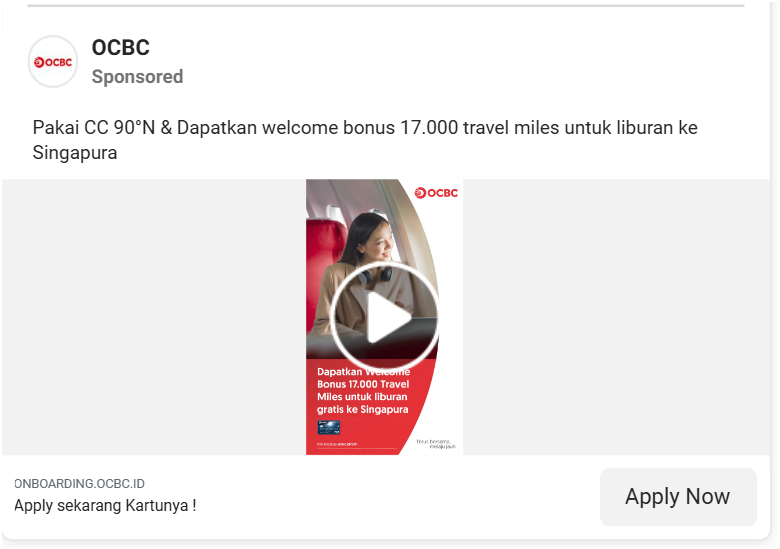 OCBC
OCBC
Sponsored
Pakai CC 90°N & Dapatkan welcome bonus 17.000 travel miles untuk liburan ke
Singapura
OCBC
Dapatkan Welcome
Bonus 17.000 Travel
Miles untuk liburan
gratis ke Singapura
Terus bersama,
melaju jauh
ONBOARDING.OCBC.ID
Apply sekarang Kartunya !
Apply Now